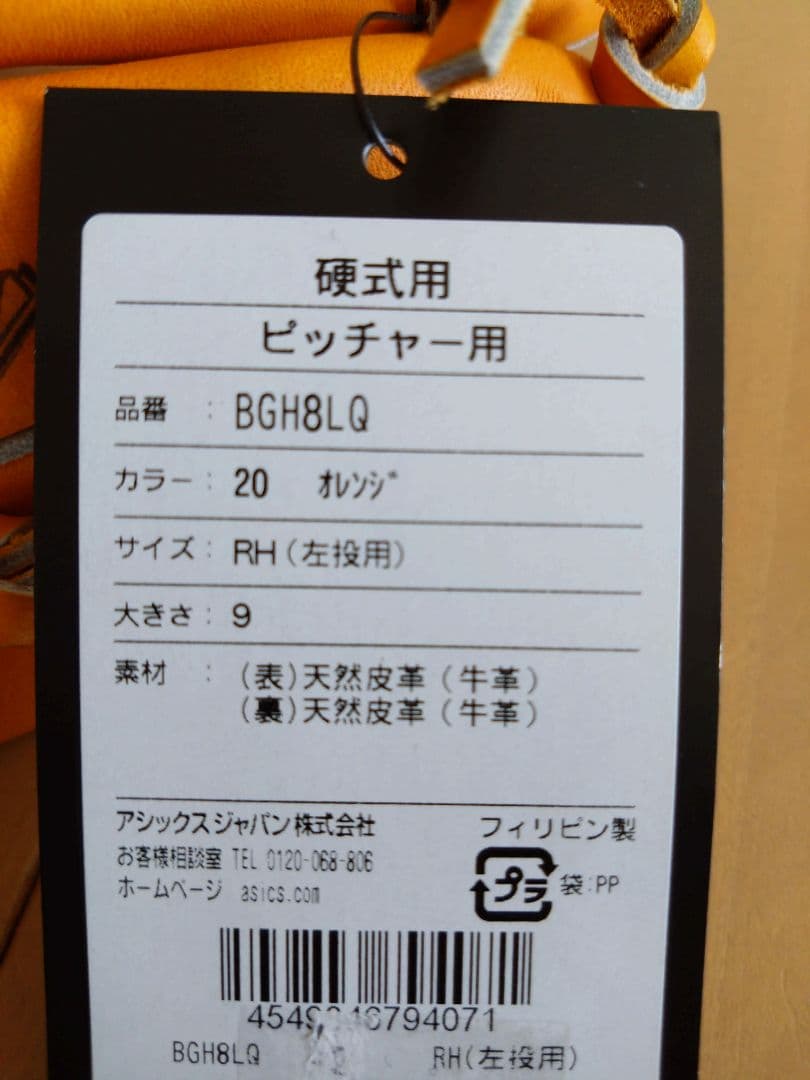 硬式用
ピッチャー用
品番 : BGH8LQ
カラー : 20 ｵﾚﾝｼﾞ
サイズ : RH(左投用)
大きさ : 9
素材 : (表)天然皮革(牛革)
(裏)天然皮革(牛革)
アシックスジャパン株式会社 フィリピン製
お客様相談室 TEL 0120-068-806
ホームページ asics.com
プラ 袋:PP
BGH8LQ RH(左投用)